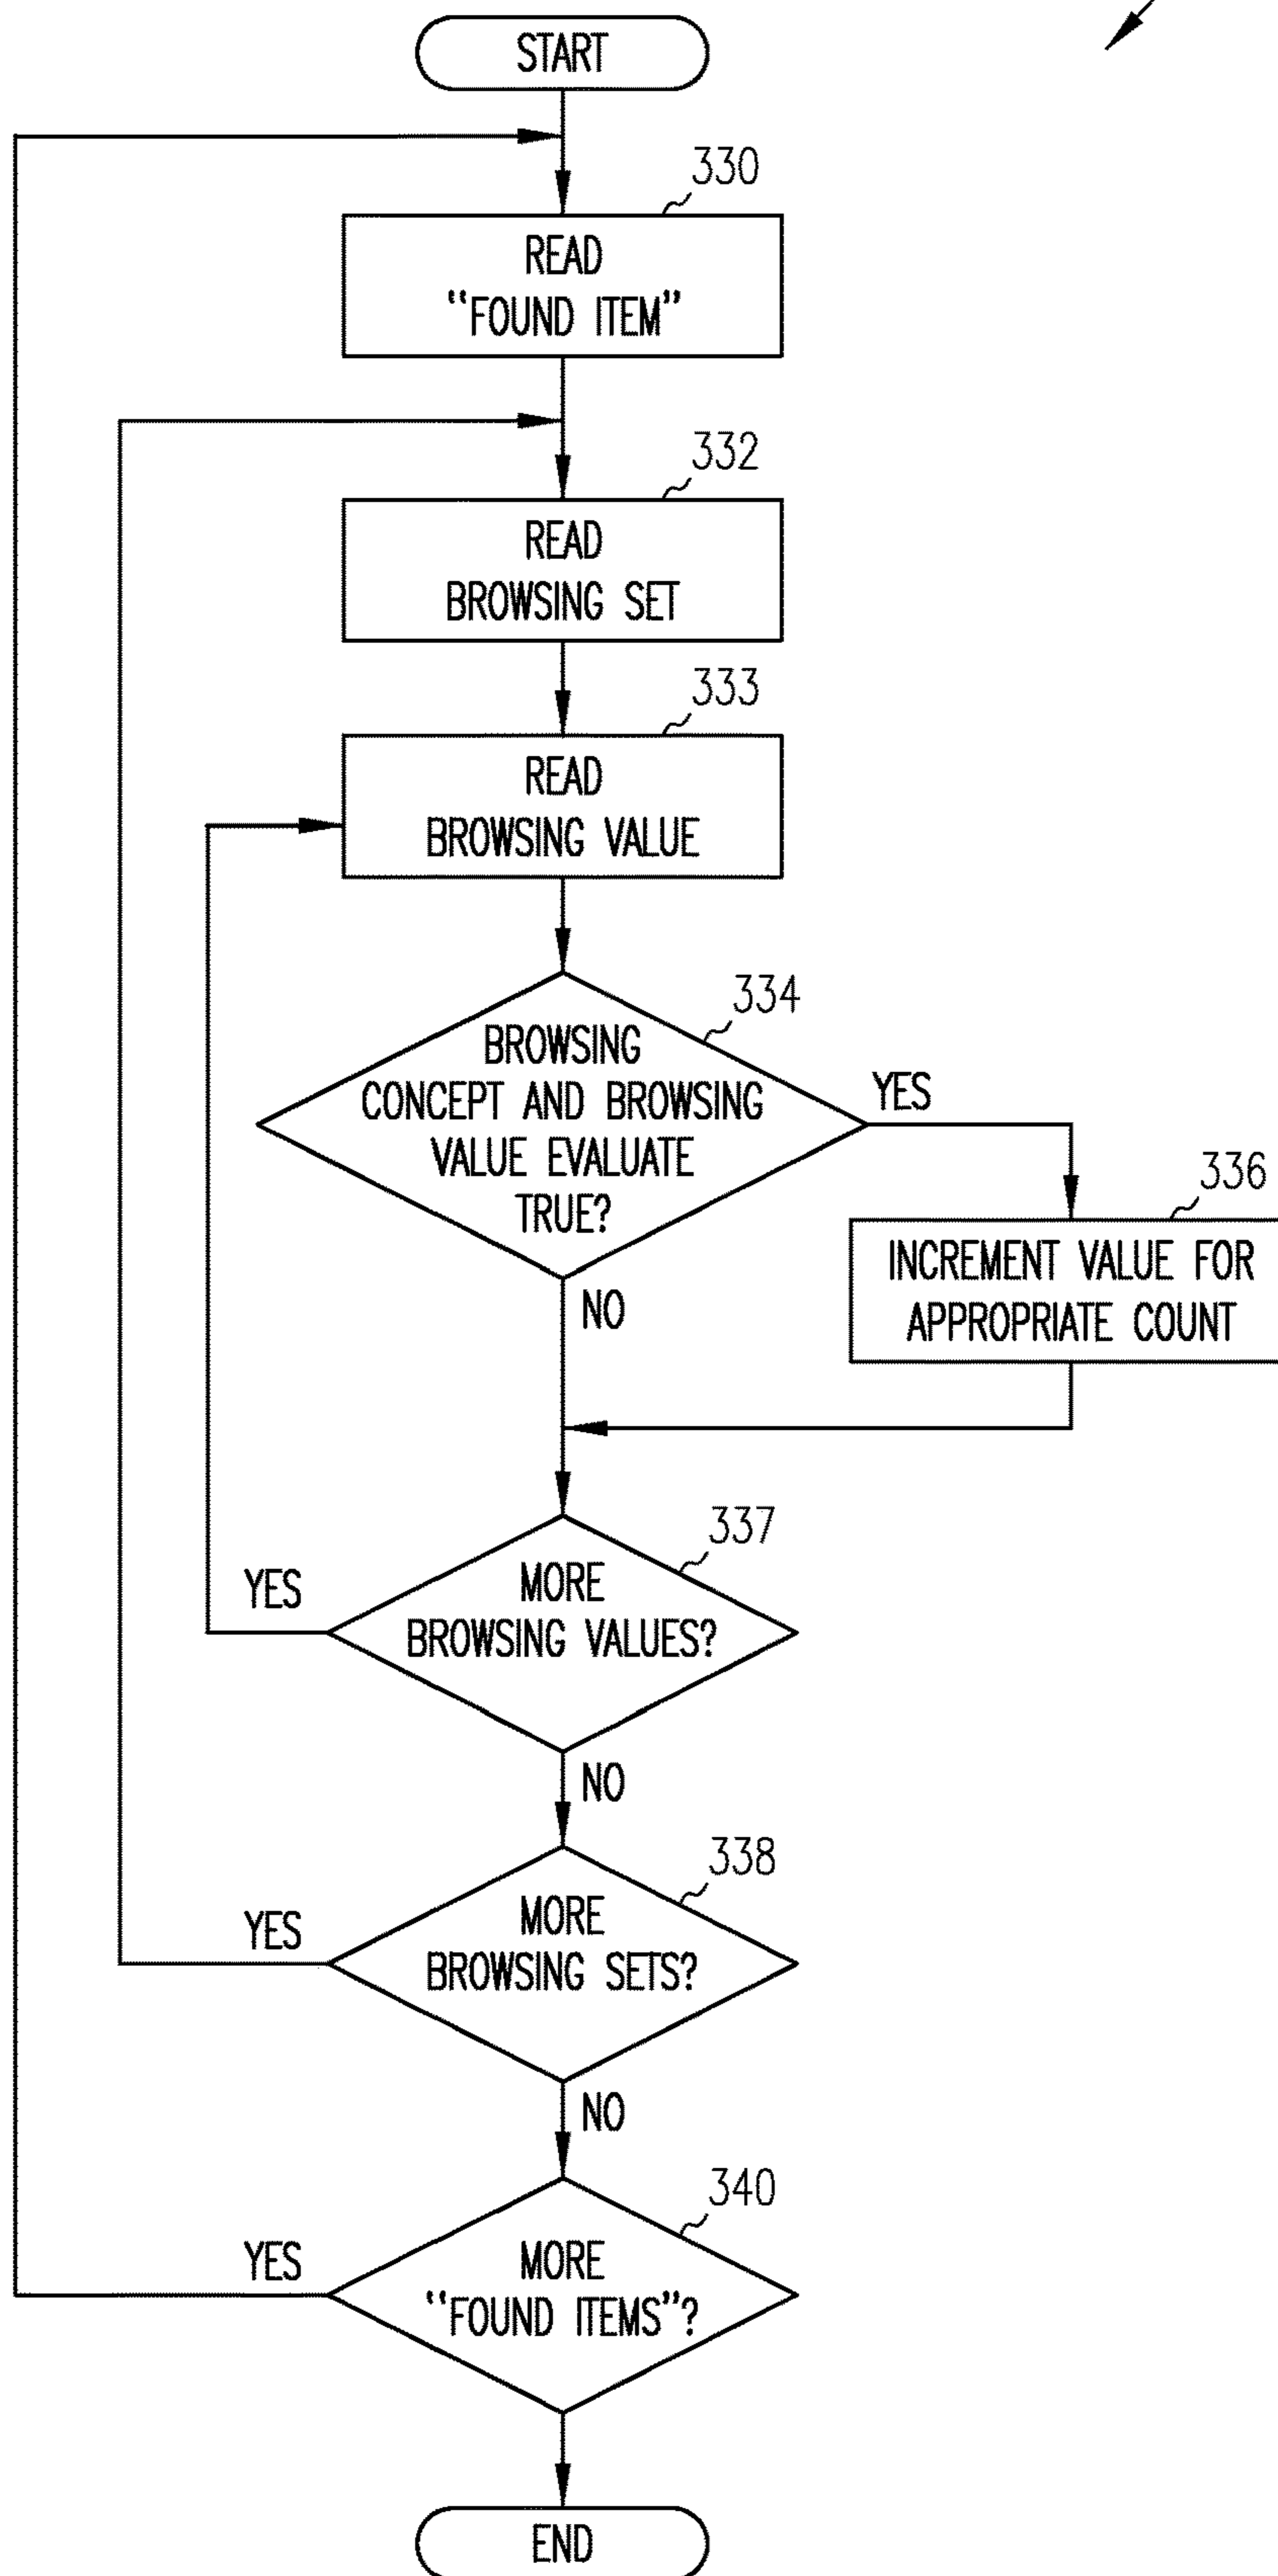 START
330
READ
“FOUND ITEM”
332
READ
BROWSING SET
333
READ
BROWSING VALUE
334
BROWSING
CONCEPT AND BROWSING
VALUE EVALUATE
TRUE?
YES
336
INCREMENT VALUE FOR
APPROPRIATE COUNT
NO
337
MORE
BROWSING VALUES?
YES
NO
338
MORE
BROWSING SETS?
YES
NO
340
MORE
“FOUND ITEMS”?
YES
END